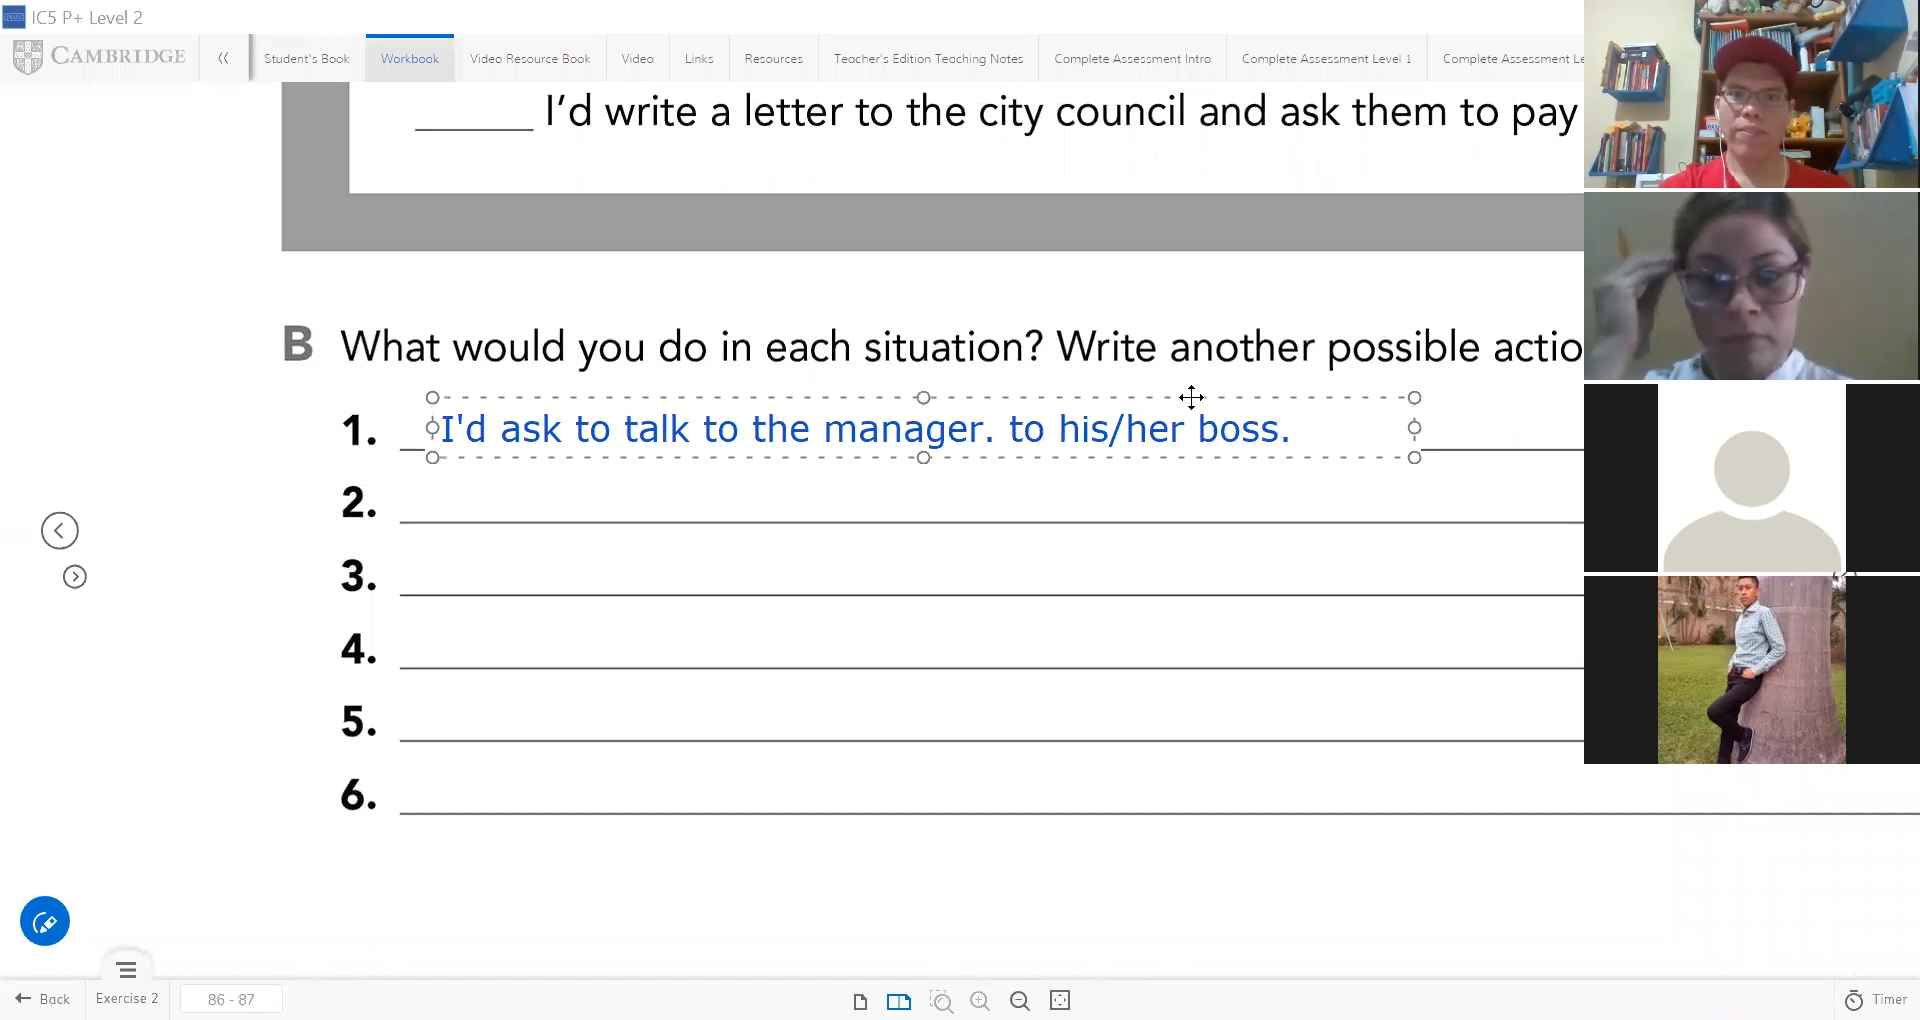 IC5 P+ Level 2
CAMBRIDGE
Student's Book
Workbook
Video Resource Book
Video
Links
Resources
Teacher's Edition Teaching Notes
Complete Assessment Intro
Complete Assessment Level 1
Complete Assessment Le
I'd write a letter to the city council and ask them to pay
B What would you do in each situation? Write another possible actio
1. I'd ask to talk to the manager. to his/her boss.
2.
3.
4.
5.
6.
Back
Exercise 2
86 - 87
Timer